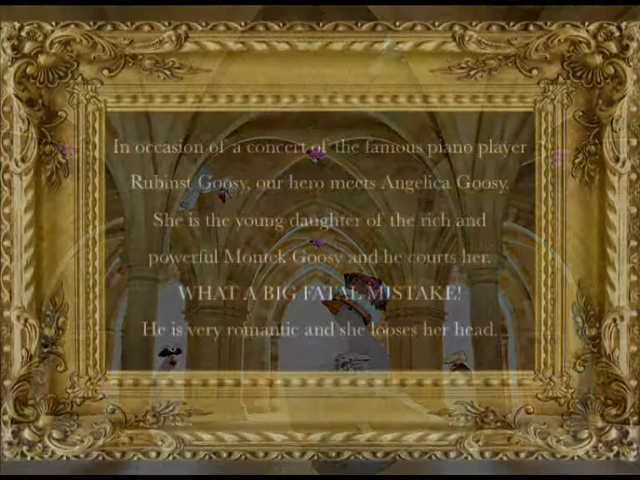 In occasion of a concert of the famous piano player
Rubinst Goosy, our hero meets Angelica Goosy.
She is the young daughter of the rich and
powerful Monick Goosy and he courts her.
WHAT A BIG FATAL MISTAKE!
He is very romantic and she looses her head.